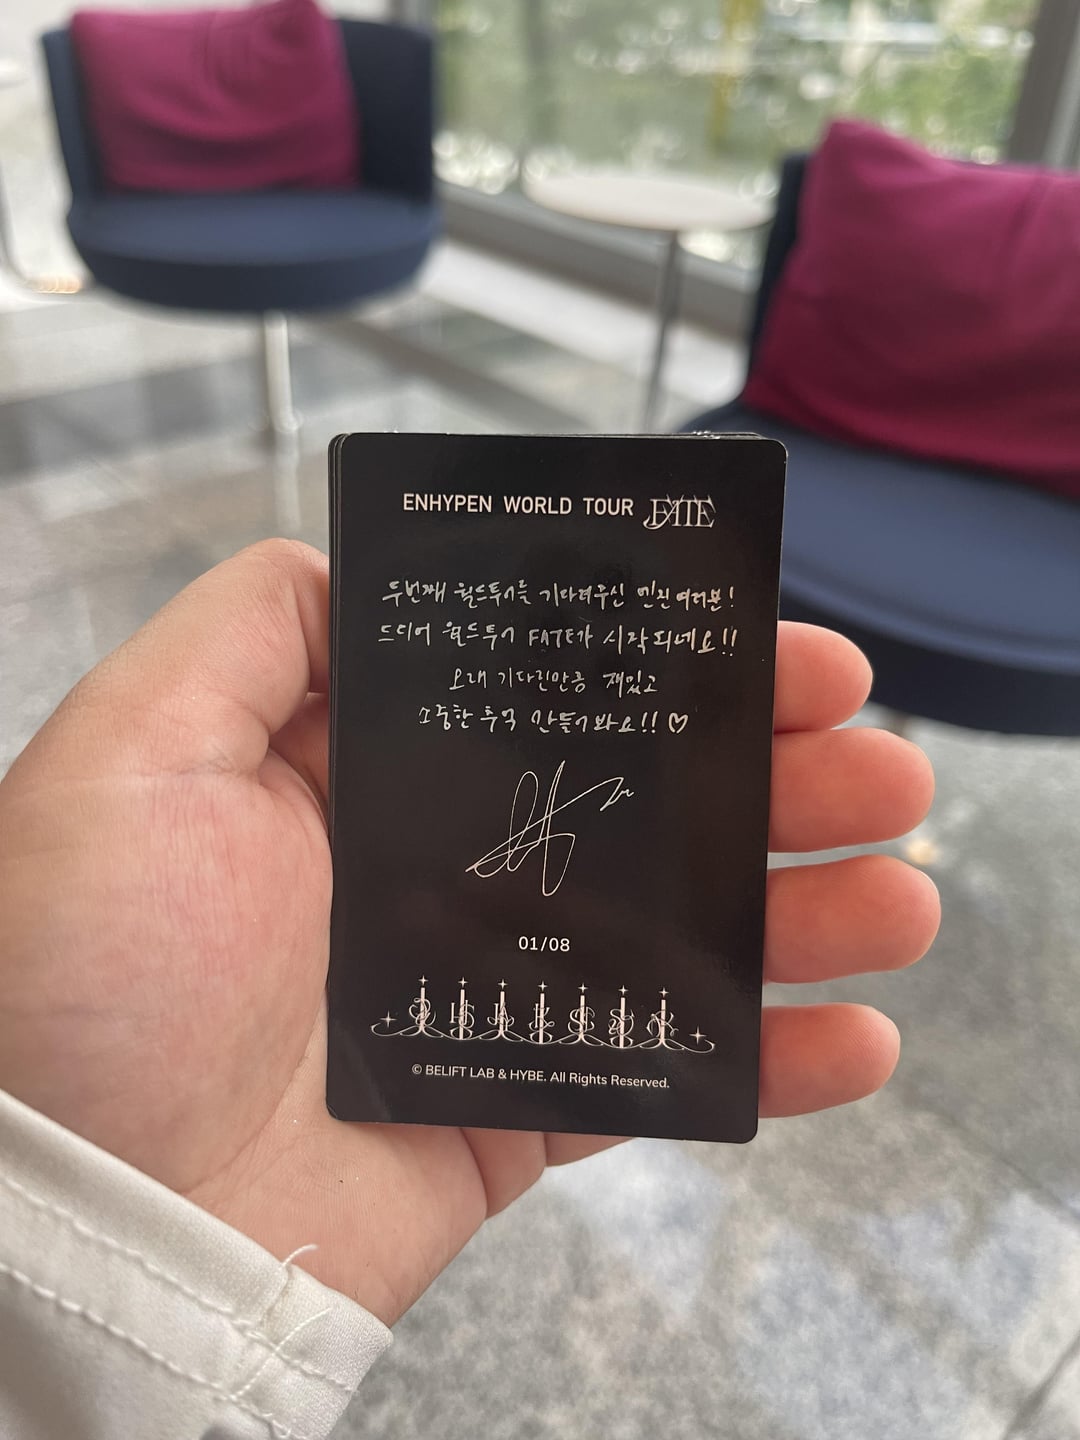 ENHYPEN WORLD TOUR FATE
두번째 월드투어를 기다려주신 엔진 여러분!
드디어 월드투어 FATE가 시작되네요!!
오래 기다린만큼 재밌고
소중한 추억 만들어봐요!! ♡
01/08
© BELIFT LAB & HYBE. All Rights Reserved.